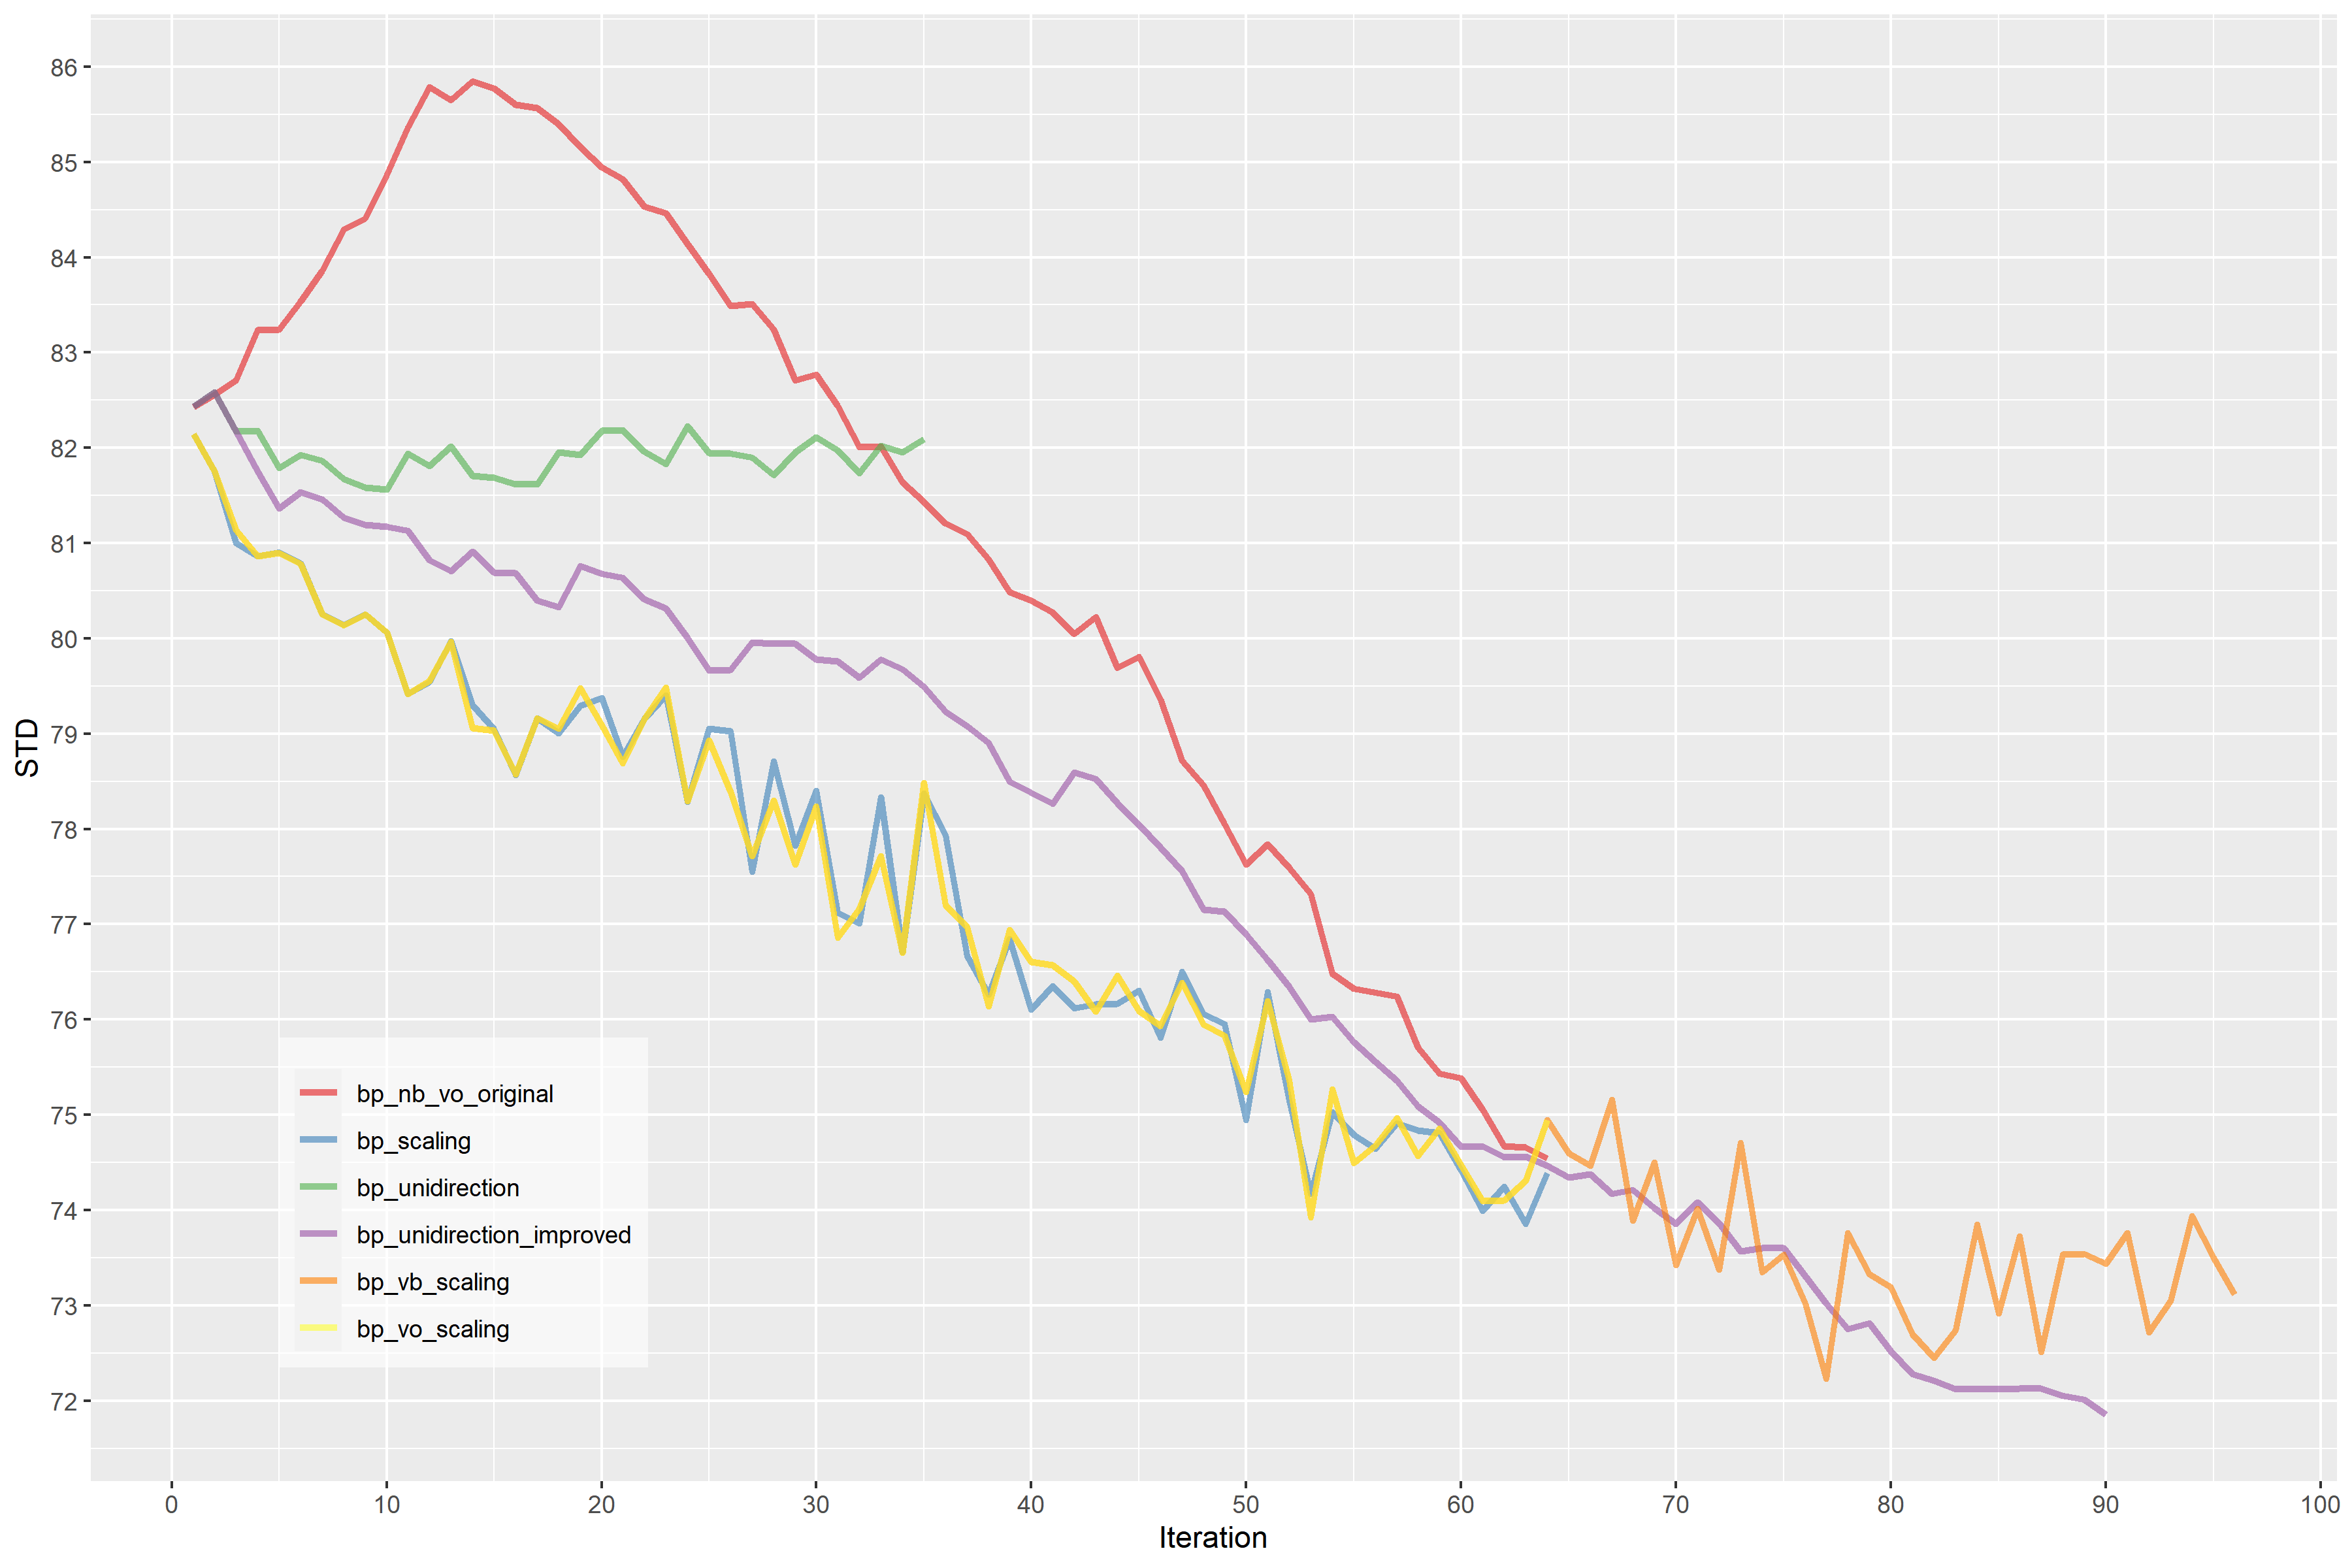 86
85
84
83
82
81
80
79
78
77
76
75
74
73
72
STD
bp_nb_vo_original
bp_scaling
bp_unidirection
bp_unidirection_improved
bp_vb_scaling
bp_vo_scaling
0 10 20 30 40 50 60 70 80 90 100
Iteration